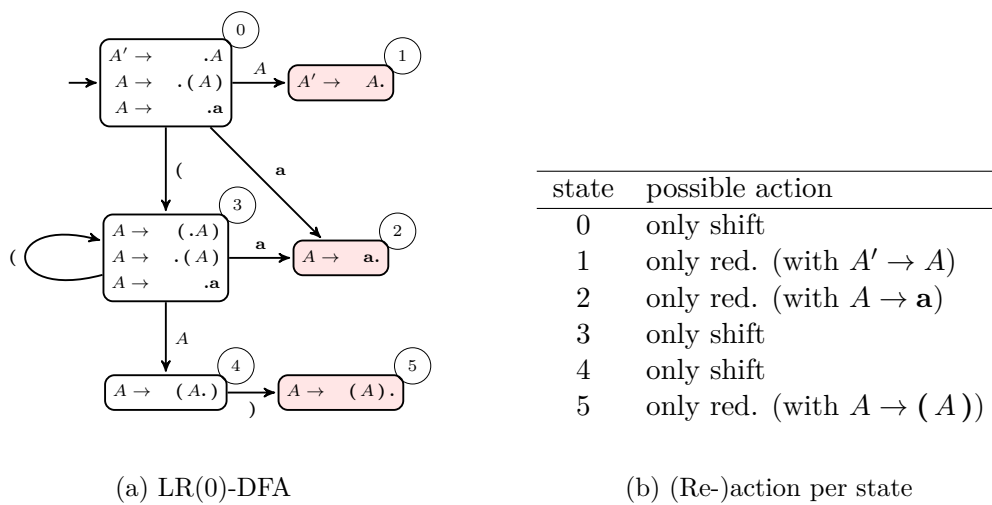 0
A′ → .A
A → .(A)
A → .a
A
1
A′ → A.
(
a
3
A → (.A)
A → .(A)
A → .a
(
a
2
A → a.
A
4
A → (A.)
)
5
A → (A).
(a) LR(0)-DFA
state possible action
0 only shift
1 only red. (with A′ → A)
2 only red. (with A → a)
3 only shift
4 only shift
5 only red. (with A → (A))
(b) (Re-)action per state